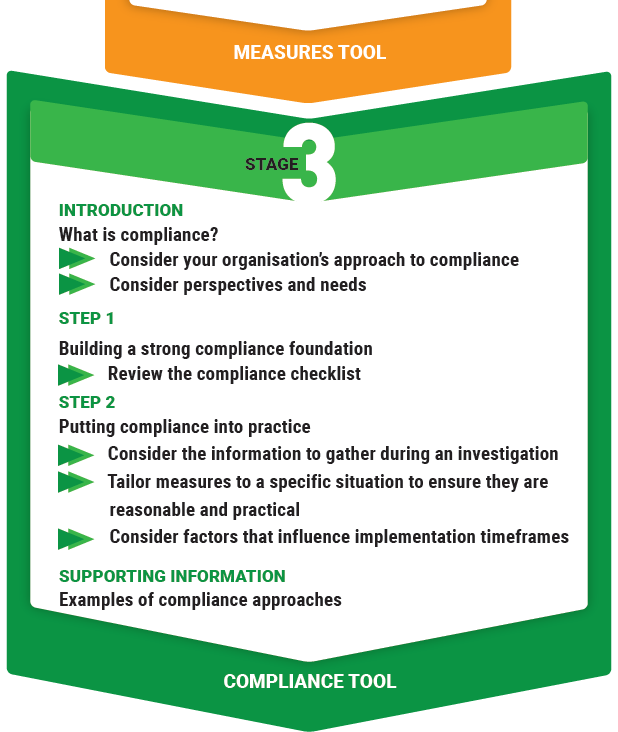 MEASURES TOOL
STAGE 3
INTRODUCTION
What is compliance?
Consider your organisation's approach to compliance
Consider perspectives and needs
STEP 1
Building a strong compliance foundation
Review the compliance checklist
STEP 2
Putting compliance into practice
Consider the information to gather during an investigation
Tailor measures to a specific situation to ensure they are
reasonable and practical
Consider factors that influence implementation timeframes
SUPPORTING INFORMATION
Examples of compliance approaches
COMPLIANCE TOOL